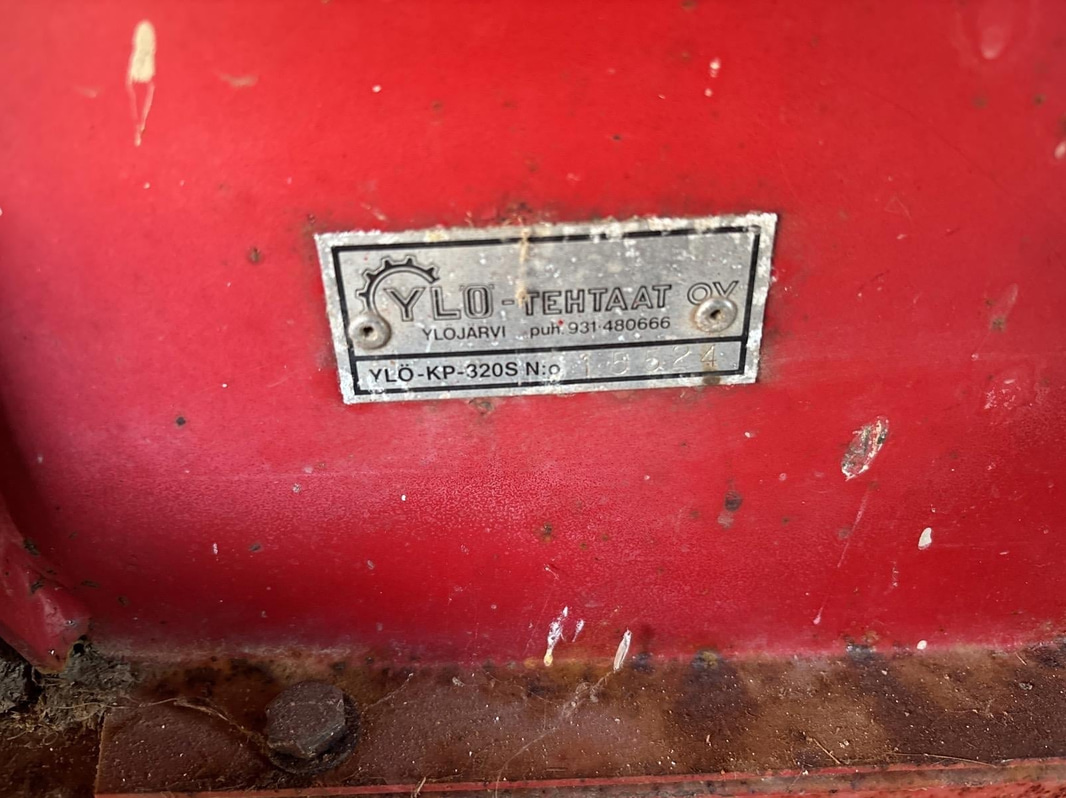 YLÖ-TEHTAAT OY
YLÖJÄRVI puh. 931-480666
YLÖ-KP-320S N:o